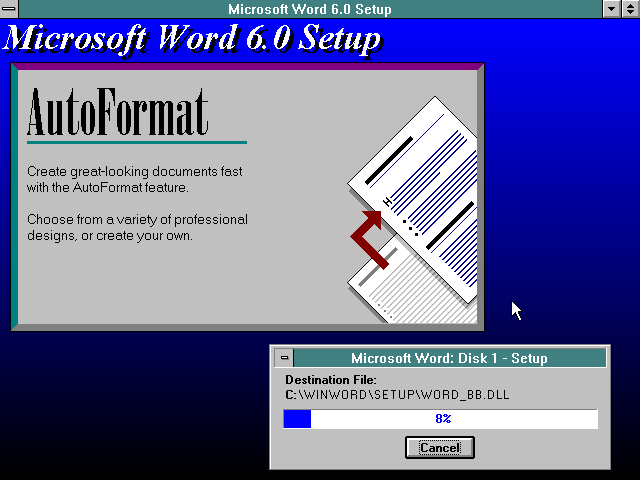 Microsoft Word 6.0 Setup
Microsoft Word 6.0 Setup
AutoFormat
Create great-looking documents fast
with the AutoFormat feature.
Choose from a variety of professional
designs, or create your own.
Microsoft Word: Disk 1 - Setup
Destination File:
C:\WINWORD\SETUP\WORD_BB.DLL
8%
Cancel